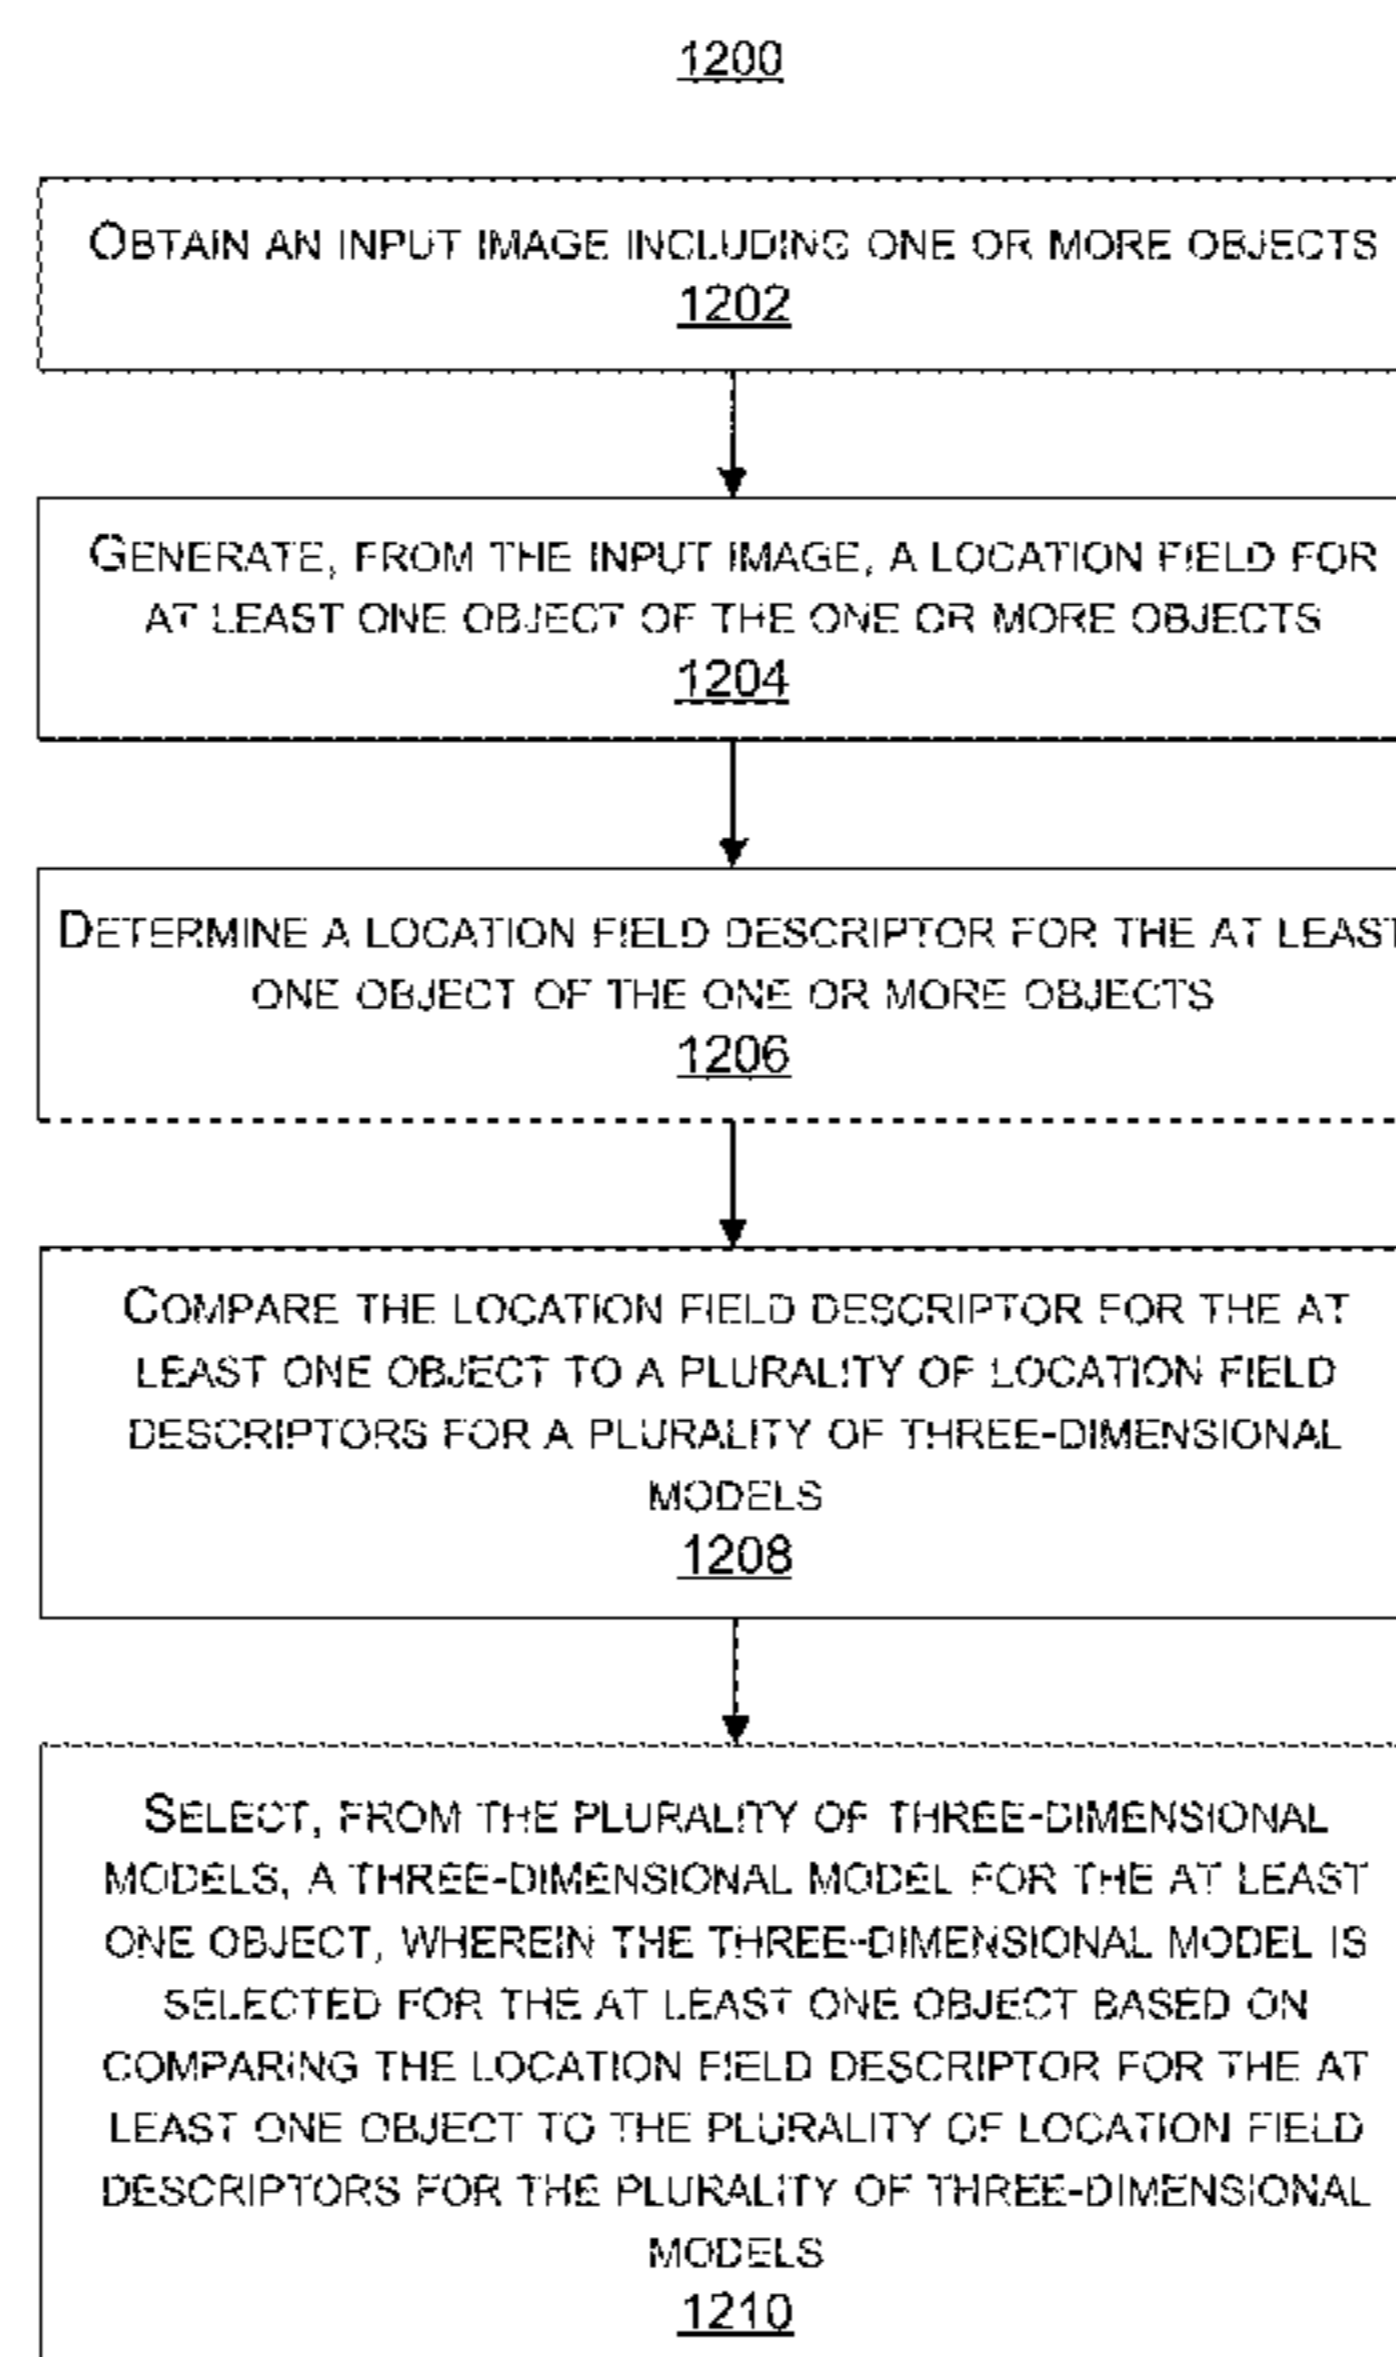 1200
OBTAIN AN INPUT IMAGE INCLUDING ONE OR MORE OBJECTS
1202
GENERATE, FROM THE INPUT IMAGE, A LOCATION FIELD FOR
AT LEAST ONE OBJECT OF THE ONE OR MORE OBJECTS
1204
DETERMINE A LOCATION FIELD DESCRIPTOR FOR THE AT LEAST
ONE OBJECT OF THE ONE OR MORE OBJECTS
1206
COMPARE THE LOCATION FIELD DESCRIPTOR FOR THE AT
LEAST ONE OBJECT TO A PLURALITY OF LOCATION FIELD
DESCRIPTORS FOR A PLURALITY OF THREE-DIMENSIONAL
MODELS
1208
SELECT, FROM THE PLURALITY OF THREE-DIMENSIONAL
MODELS, A THREE-DIMENSIONAL MODEL FOR THE AT LEAST
ONE OBJECT, WHEREIN THE THREE-DIMENSIONAL MODEL IS
SELECTED FOR THE AT LEAST ONE OBJECT BASED ON
COMPARING THE LOCATION FIELD DESCRIPTOR FOR THE AT
LEAST ONE OBJECT TO THE PLURALITY OF LOCATION FIELD
DESCRIPTORS FOR THE PLURALITY OF THREE-DIMENSIONAL
MODELS
1210